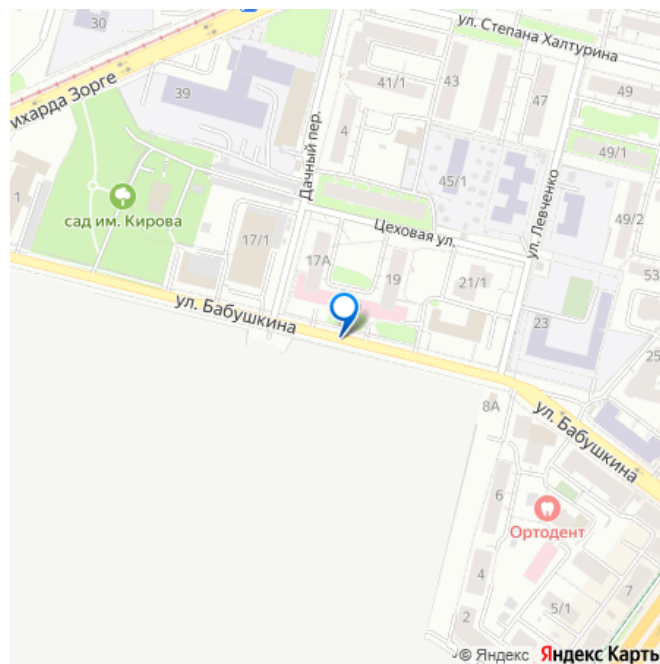 30
ул. Степана Халтурина
ихарда Зорге
41/1
43
49
39
47
Дачный пер.
4
49/1
1
сад им. Кирова
45/1
ул. Левченко
49/2
Цеховая ул.
17/1
17А
19
21/1
53
ул. Бабушкина
23
25
8А
ул. Бабушкина
6
Ортодент
4
7
5/1
2
© Яндекс Яндекс Карты